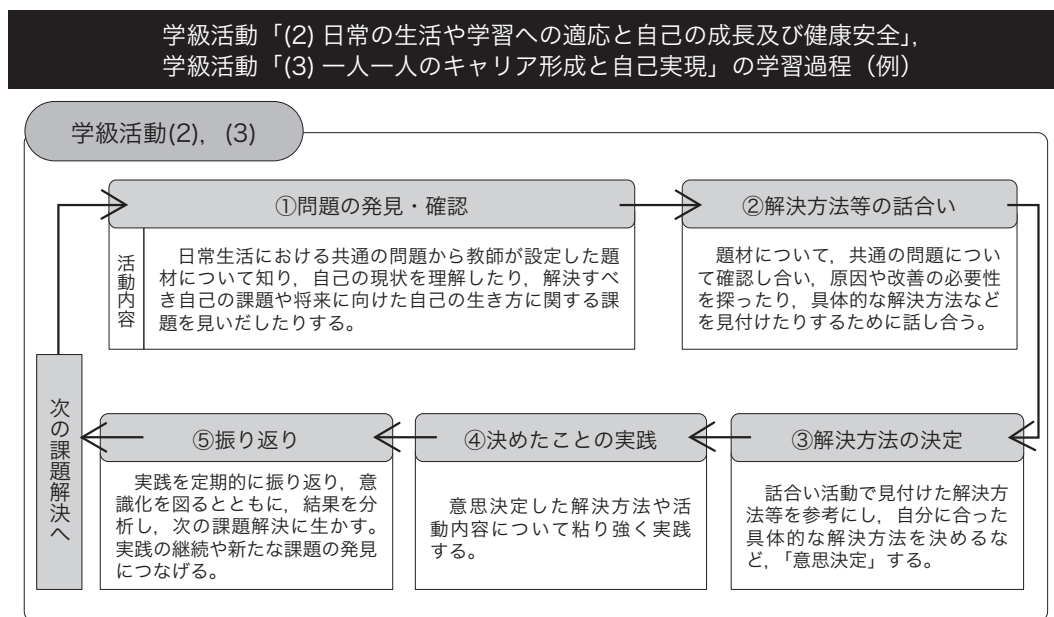 学級活動「(2) 日常の生活や学習への適応と自己の成長及び健康安全」，
学級活動「(3) 一人一人のキャリア形成と自己実現」の学習過程（例）
学級活動(2)，(3)
①問題の発見・確認
活動内容
日常生活における共通の問題から教師が設定した題
材について知り，自己の現状を理解したり，解決すべ
き自己の課題や将来に向けた自己の生き方に関する課
題を見いだしたりする。
②解決方法等の話合い
題材について，共通の問題につい
て確認し合い，原因や改善の必要性
を探ったり，具体的な解決方法など
を見付けたりするために話し合う。
③解決方法の決定
話合い活動で見付けた解決方
法等を参考にし，自分に合った
具体的な解決方法を決めるな
ど，「意思決定」する。
④決めたことの実践
意思決定した解決方法や活
動内容について粘り強く実践
する。
⑤振り返り
実践を定期的に振り返り，意
識化を図るとともに，結果を分
析し，次の課題解決に生かす。
実践の継続や新たな課題の発見
につなげる。
次の課題解決へ